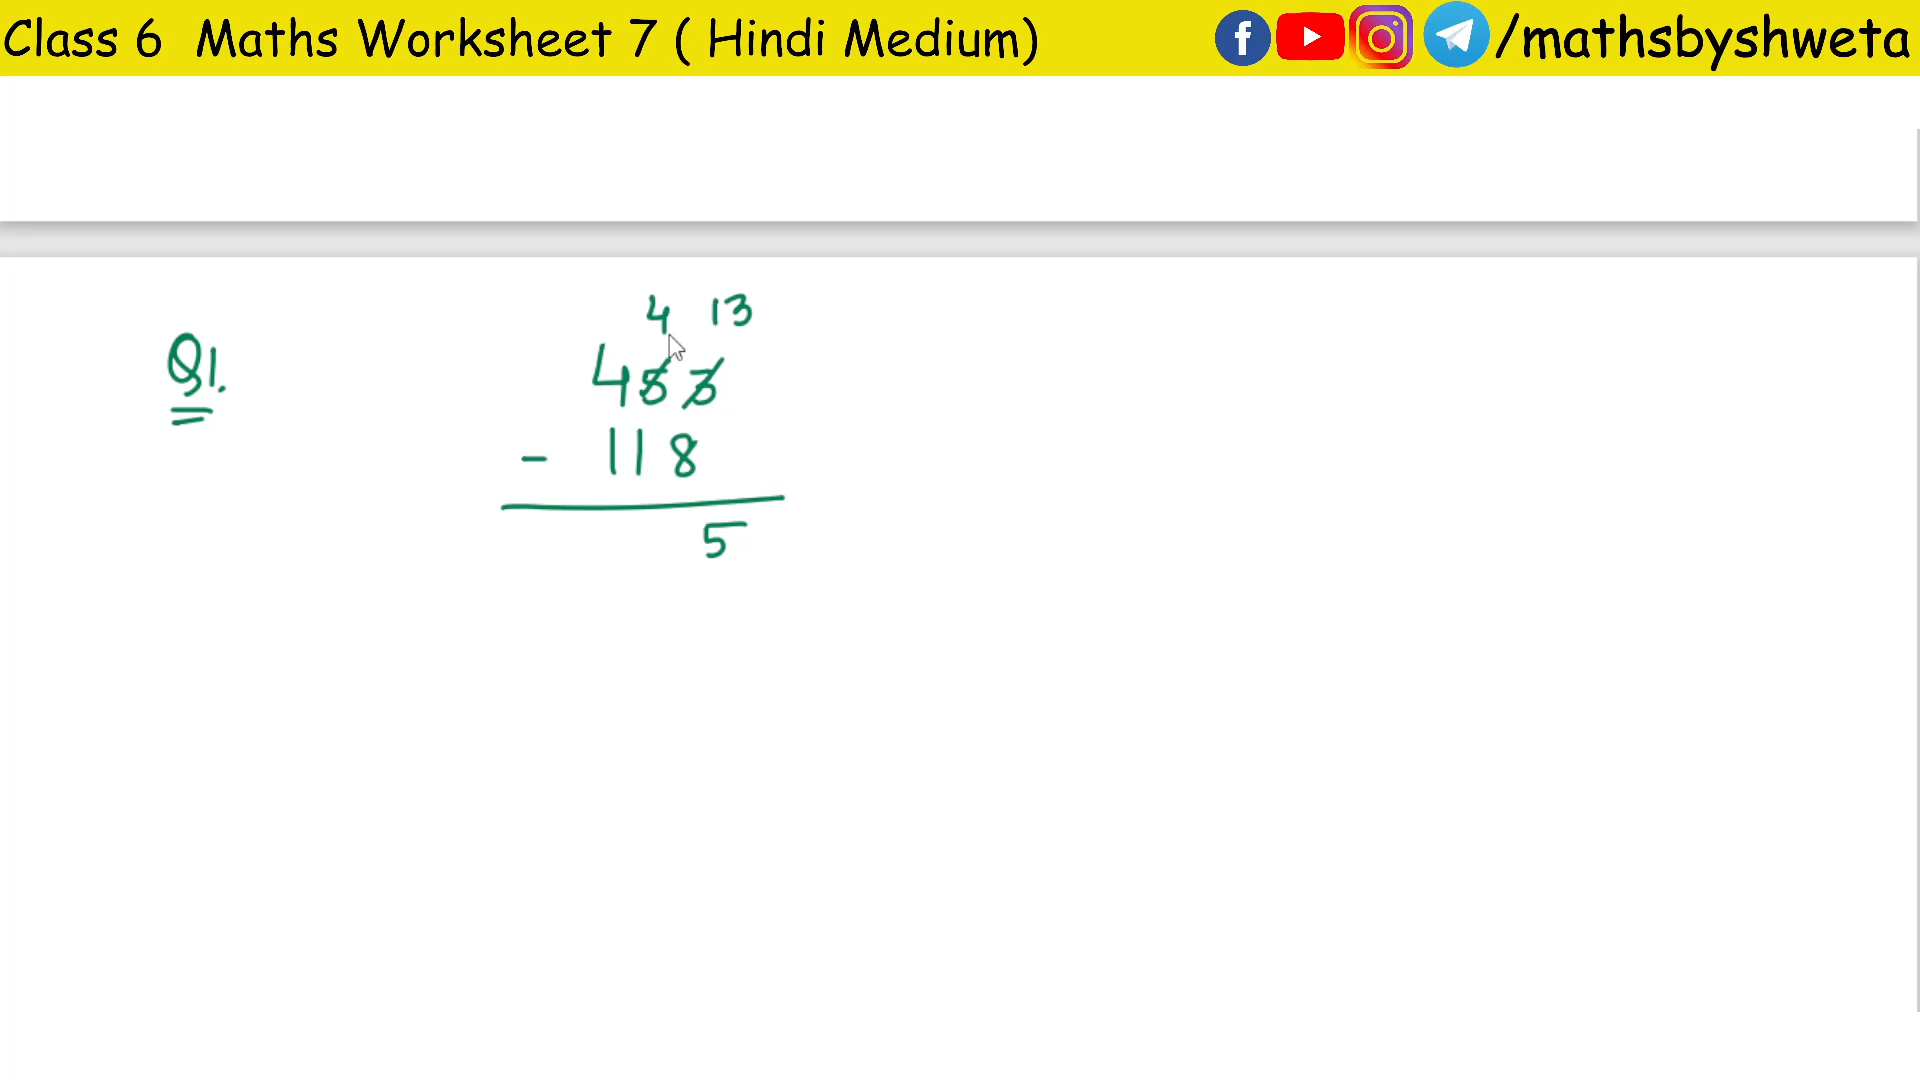 Class 6 Maths Worksheet 7 ( Hindi Medium)
/mathsbyshweta
4 13
Q1.
453
- 118
5